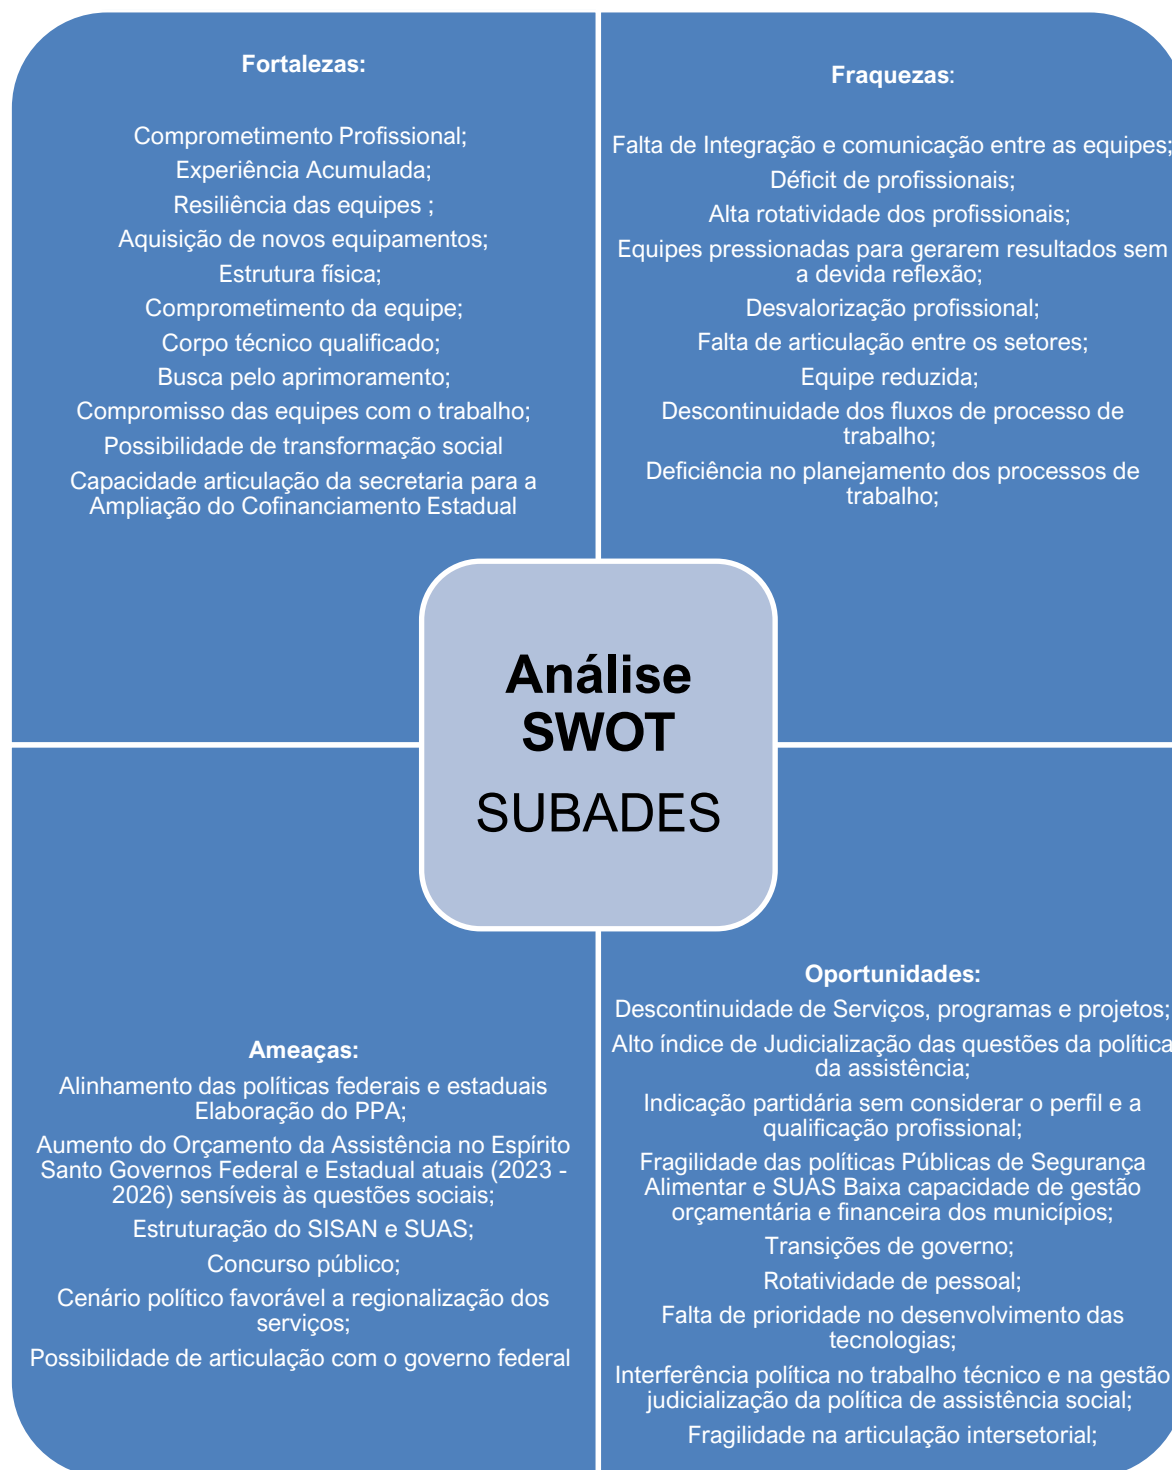 Fortalezas:
Comprometimento Profissional;
Experiência Acumulada;
Resiliência das equipes ;
Aquisição de novos equipamentos;
Estrutura física;
Comprometimento da equipe;
Corpo técnico qualificado;
Busca pelo aprimoramento;
Compromisso das equipes com o trabalho;
Possibilidade de transformação social
Capacidade articulação da secretaria para a
Ampliação do Cofinanciamento Estadual
Fraquezas:
Falta de Integração e comunicação entre as equipes;
Déficit de profissionais;
Alta rotatividade dos profissionais;
Equipes pressionadas para gerarem resultados sem
a devida reflexão;
Desvalorização profissional;
Falta de articulação entre os setores;
Equipe reduzida;
Descontinuidade dos fluxos de processo de
trabalho;
Deficiência no planejamento dos processos de
trabalho;
Análise
SWOT
SUBADES
Ameaças:
Alinhamento das políticas federais e estaduais
Elaboração do PPA;
Aumento do Orçamento da Assistência no Espírito
Santo Governos Federal e Estadual atuais (2023 -
2026) sensíveis às questões sociais;
Estruturação do SISAN e SUAS;
Concurso público;
Cenário político favorável a regionalização dos
serviços;
Possibilidade de articulação com o governo federal
Oportunidades:
Descontinuidade de Serviços, programas e projetos;
Alto índice de Judicialização das questões da política
da assistência;
Indicação partidária sem considerar o perfil e a
qualificação profissional;
Fragilidade das políticas Públicas de Segurança
Alimentar e SUAS Baixa capacidade de gestão
orçamentária e financeira dos municípios;
Transições de governo;
Rotatividade de pessoal;
Falta de prioridade no desenvolvimento das
tecnologias;
Interferência política no trabalho técnico e na gestão
judicialização da política de assistência social;
Fragilidade na articulação intersetorial;